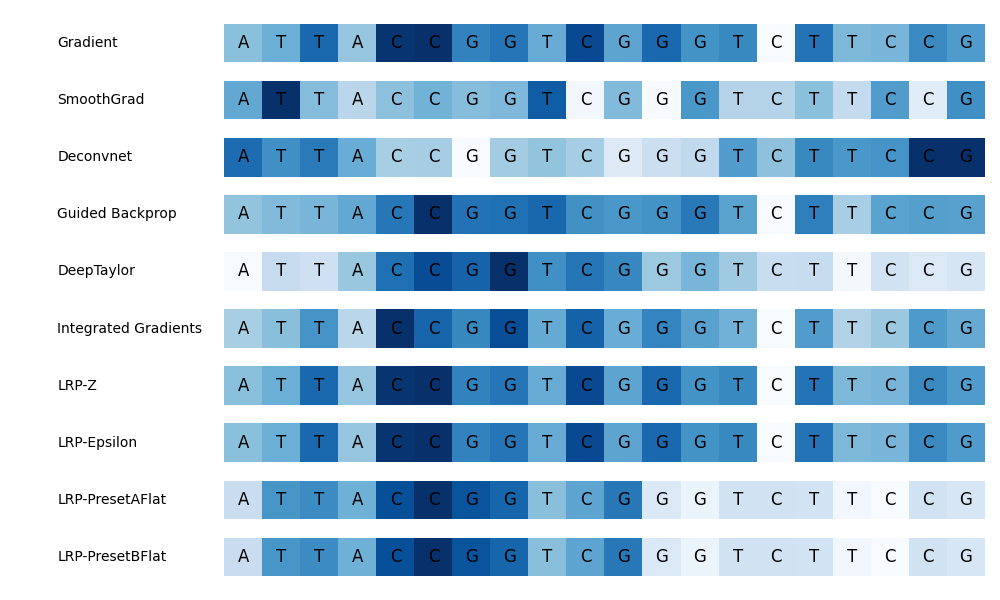 Gradient A T T A C C G G T C G G G T C T T C C G
SmoothGrad A T T A C C G G T C G G G T C T T C C G
Deconvnet A T T A C C G G T C G G G T C T T C C G
Guided Backprop A T T A C C G G T C G G G T C T T C C G
DeepTaylor A T T A C C G G T C G G G T C T T C C G
Integrated Gradients A T T A C C G G T C G G G T C T T C C G
LRP-Z A T T A C C G G T C G G G T C T T C C G
LRP-Epsilon A T T A C C G G T C G G G T C T T C C G
LRP-PresetAFlat A T T A C C G G T C G G G T C T T C C G
LRP-PresetBFlat A T T A C C G G T C G G G T C T T C C G